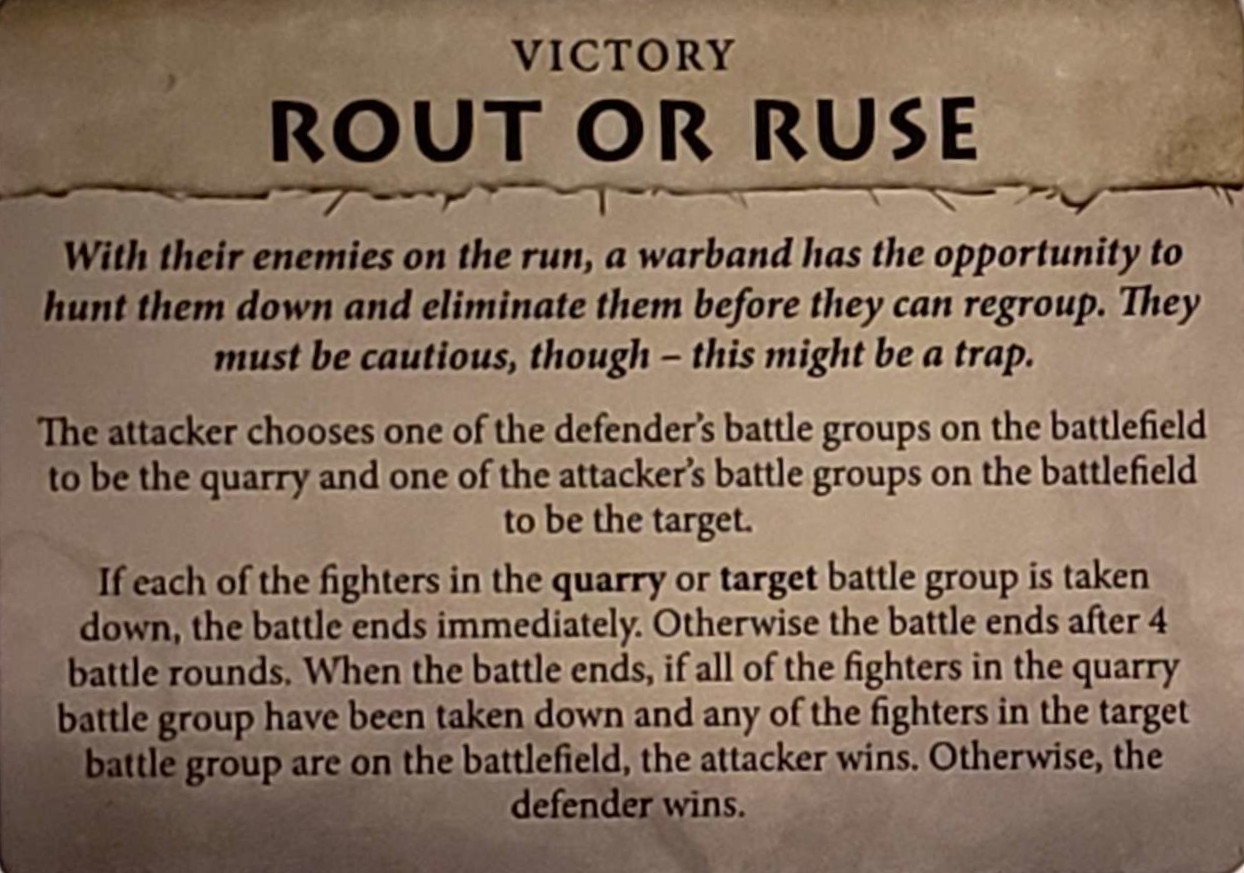 VICTORY
ROUT OR RUSE
With their enemies on the run, a warband has the opportunity to
hunt them down and eliminate them before they can regroup. They
must be cautious, though – this might be a trap.
The attacker chooses one of the defender's battle groups on the battlefield
to be the quarry and one of the attacker's battle groups on the battlefield
to be the target.
If each of the fighters in the quarry or target battle group is taken
down, the battle ends immediately. Otherwise the battle ends after 4
battle rounds. When the battle ends, if all of the fighters in the quarry
battle group have been taken down and any of the fighters in the target
battle group are on the battlefield, the attacker wins. Otherwise, the
defender wins.